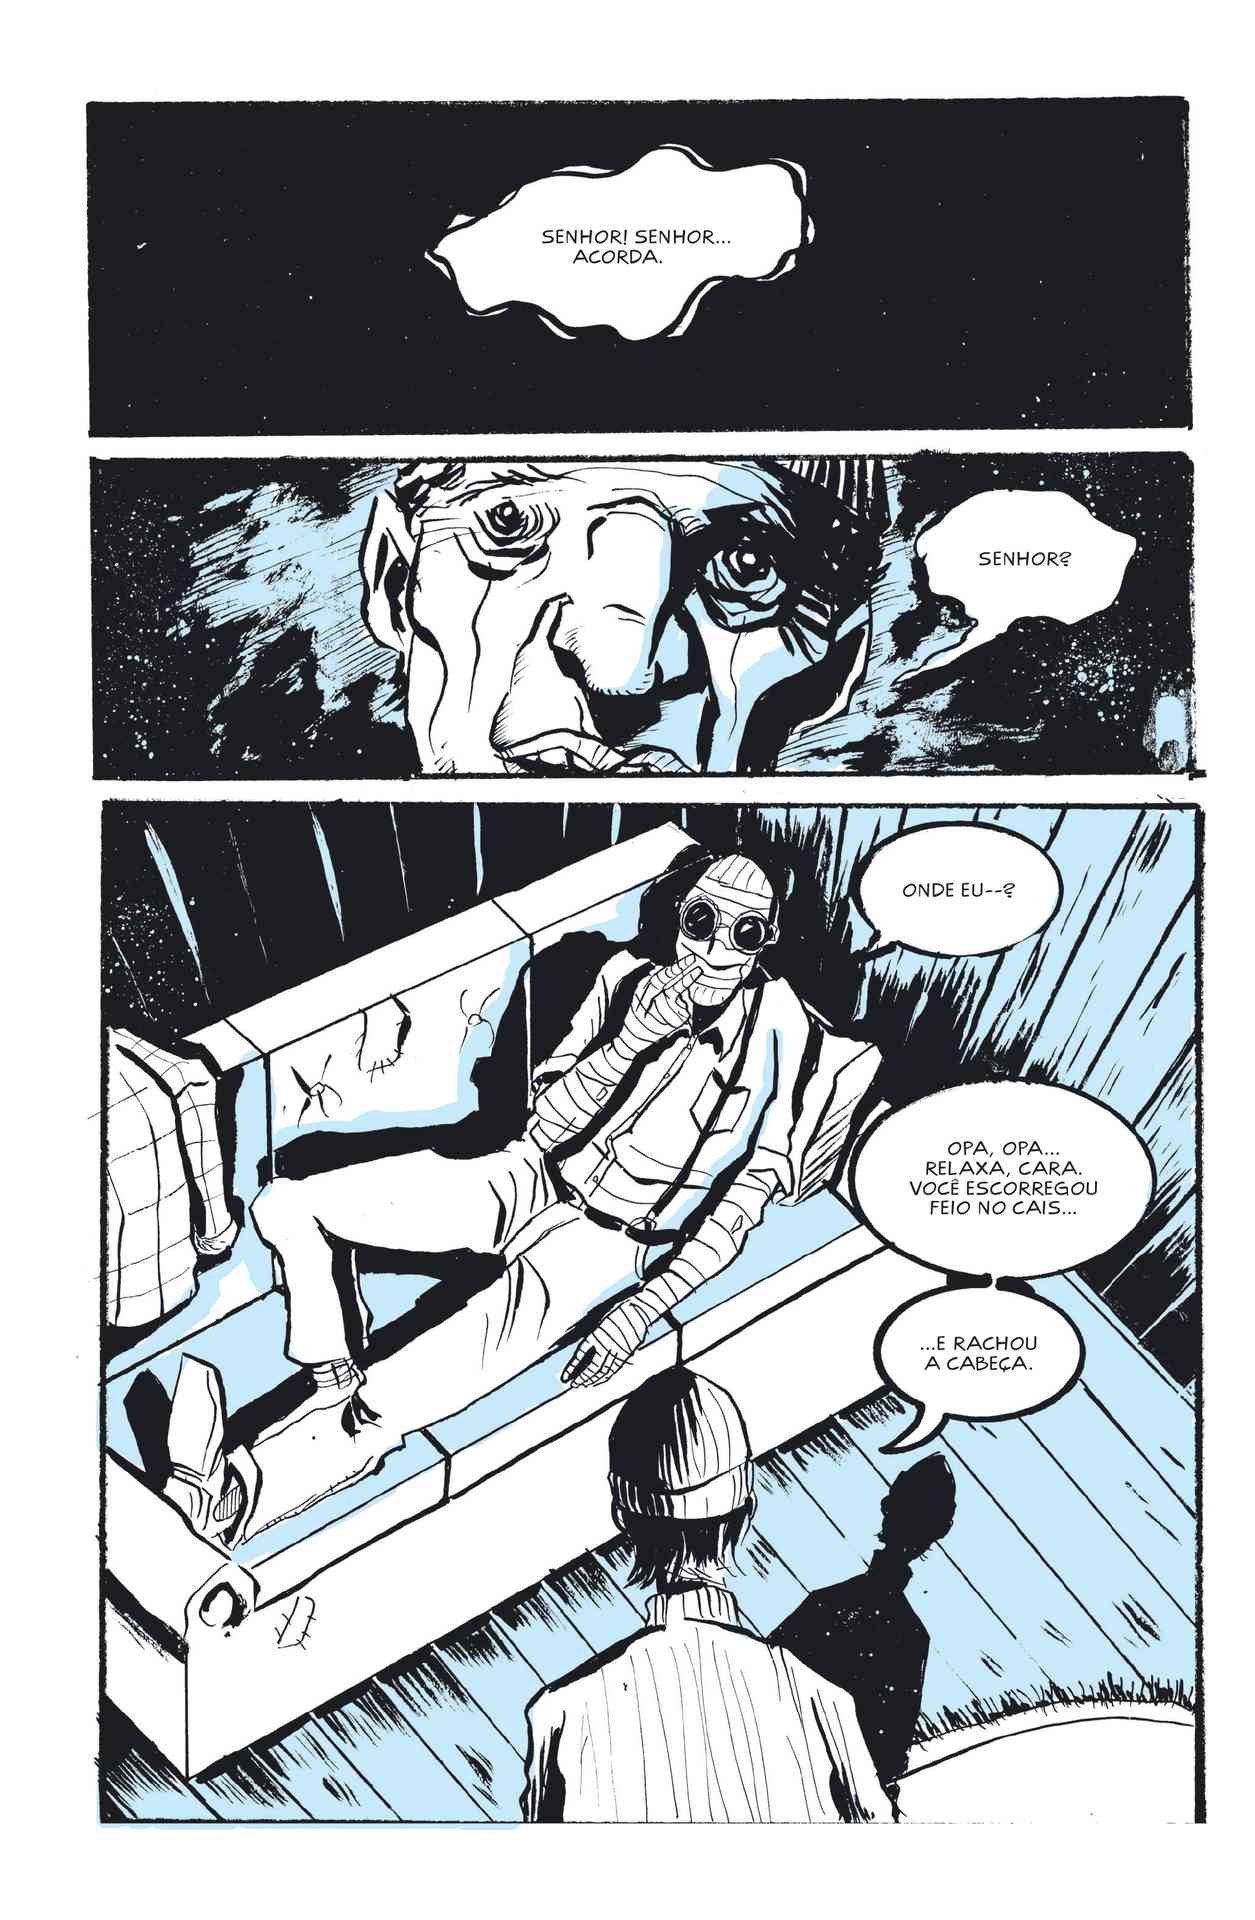 SENHOR! SENHOR...
ACORDA.
SENHOR?
ONDE EU--?
OPA, OPA...
RELAXA, CARA.
VOCÊ ESCORREGOU
FEIO NO CAIS...
...E RACHOU
A CABEÇA.